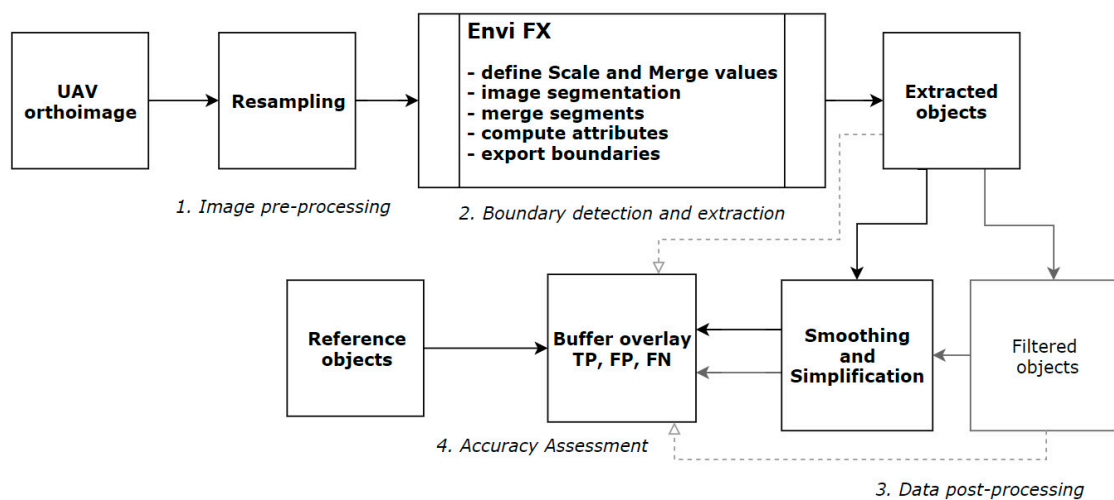 UAV
orthoimage
Resampling
Envi FX
- define Scale and Merge values
- image segmentation
- merge segments
- compute attributes
- export boundaries
Extracted
objects
1. Image pre-processing
2. Boundary detection and extraction
Reference
objects
Buffer overlay
TP, FP, FN
Smoothing
and
Simplification
Filtered
objects
4. Accuracy Assessment
3. Data post-processing